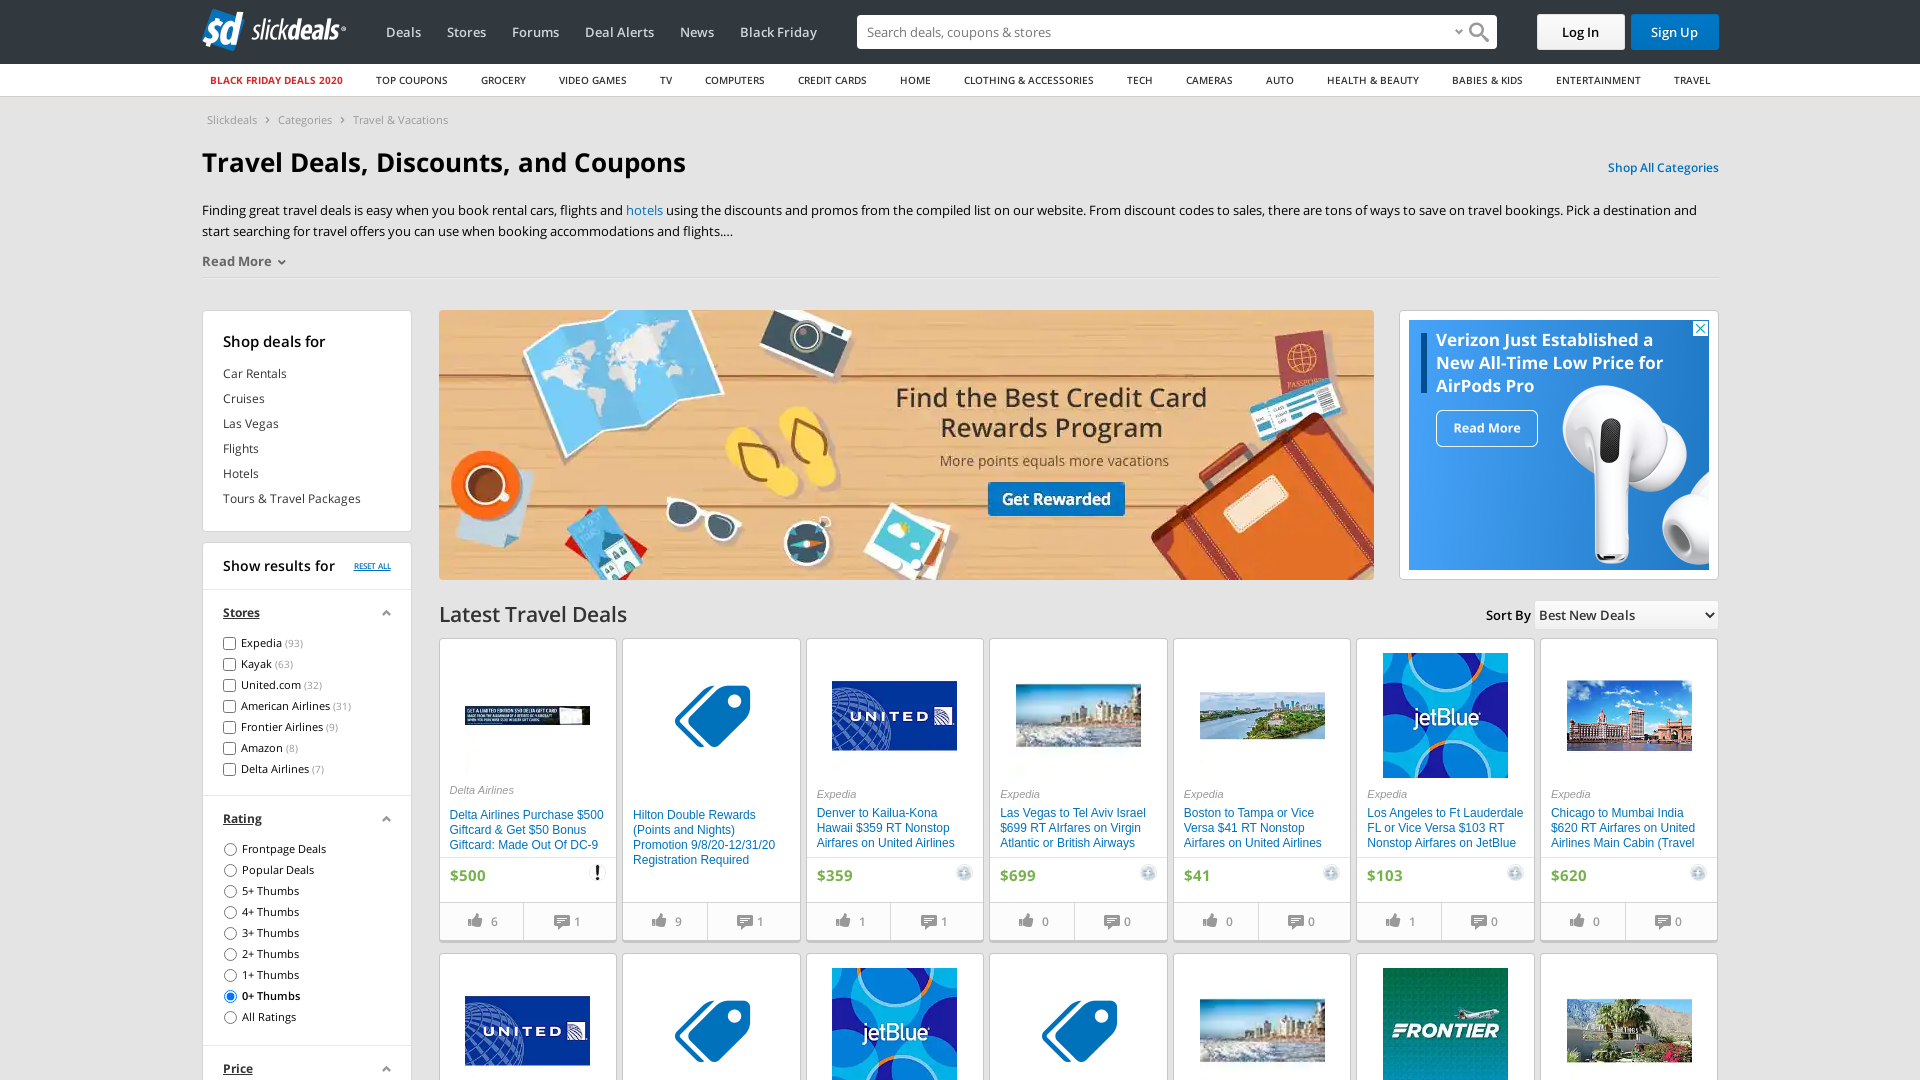 sd slickdeals
Deals
Stores
Forums
Deal Alerts
News
Black Friday
Search deals, coupons & stores
Log In
Sign Up
BLACK FRIDAY DEALS 2020
TOP COUPONS
GROCERY
VIDEO GAMES
TV
COMPUTERS
CREDIT CARDS
HOME
CLOTHING & ACCESSORIES
TECH
CAMERAS
AUTO
HEALTH & BEAUTY
BABIES & KIDS
ENTERTAINMENT
TRAVEL
Slickdeals > Categories > Travel & Vacations
Travel Deals, Discounts, and Coupons
Shop All Categories
Finding great travel deals is easy when you book rental cars, flights and hotels using the discounts and promos from the compiled list on our website. From discount codes to sales, there are tons of ways to save on travel bookings. Pick a destination and
start searching for travel offers you can use when booking accommodations and flights.…
Read More
Shop deals for
Car Rentals
Cruises
Las Vegas
Flights
Hotels
Tours & Travel Packages
Find the Best Credit Card
Rewards Program
More points equals more vacations
Get Rewarded
PASSPORT
Verizon Just Established a
New All-Time Low Price for
AirPods Pro
Read More
Show results for
RESET ALL
Stores
Expedia (93)
Kayak (63)
United.com (32)
American Airlines (31)
Frontier Airlines (9)
Amazon (8)
Delta Airlines (7)
Rating
Frontpage Deals
Popular Deals
5+ Thumbs
4+ Thumbs
3+ Thumbs
2+ Thumbs
1+ Thumbs
0+ Thumbs
All Ratings
Price
Latest Travel Deals
Sort By
Best New Deals
Delta Airlines
Delta Airlines Purchase $500
Giftcard & Get $50 Bonus
Giftcard: Made Out Of DC-9
$500
6
1
Hilton Double Rewards
(Points and Nights)
Promotion 9/8/20-12/31/20
Registration Required
9
1
UNITED
Expedia
Denver to Kailua-Kona
Hawaii $359 RT Nonstop
Airfares on United Airlines
$359
1
1
Expedia
Las Vegas to Tel Aviv Israel
$699 RT AIrfares on Virgin
Atlantic or British Airways
$699
0
0
Expedia
Boston to Tampa or Vice
Versa $41 RT Nonstop
Airfares on United Airlines
$41
0
0
jetBlue
Expedia
Los Angeles to Ft Lauderdale
FL or Vice Versa $103 RT
Nonstop Airfares on JetBlue
$103
1
0
Expedia
Chicago to Mumbai India
$620 RT Airfares on United
Airlines Main Cabin (Travel
$620
0
0
UNITED
jetBlue
FRONTIER